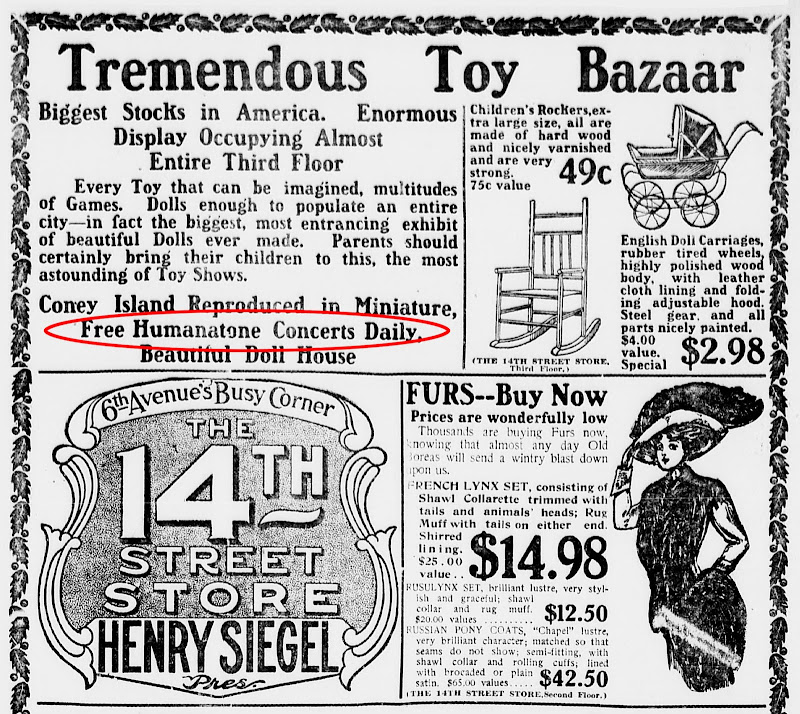 Tremendous Toy Bazaar
Biggest Stocks in America. Enormous
Display Occupying Almost
Entire Third Floor
Every Toy that can be imagined, multitudes
of Games. Dolls enough to populate an entire
city—in fact the biggest, most entrancing exhibit
of beautiful Dolls ever made. Parents should
certainly bring their children to this, the most
astounding of Toy Shows.
Coney Island Reproduced in Miniature,
Free Humanatone Concerts Daily,
Beautiful Doll House
Children's Rockers, ex-
tra large size, all are
made of hard wood
and nicely varnished
and are very
strong.
75c value
49c
(THE 14TH STREET STORE,
Third Floor.)
English Doll Carriages,
rubber tired wheels,
highly polished wood
body, with leather
cloth lining and fold-
ing adjustable hood.
Steel gear, and all
parts nicely painted.
$4.00
value.
Special
$2.98
6th Avenue's Busy Corner
THE
14TH
STREET
STORE
HENRY SIEGEL
Pres.
FURS--Buy Now
Prices are wonderfully low
Thousands are buying Furs now,
knowing that almost any day Old
Boreas will send a wintry blast down
upon us.
FRENCH LYNX SET, consisting of
Shawl Collarette trimmed with
tails and animals' heads; Rug
Muff with tails on either end.
Shirred
lining.
$25.00
value..
$14.98
RUSULYNX SET, brilliant lustre, very styl-
ish and graceful; shawl
collar and rug muff.
$20.00 values .......... $12.50
RUSSIAN PONY COATS, "Chapel" lustre,
very brilliant character; matched so that
seams do not show; semi-fitting, with
shawl collar and rolling cuffs; lined
with brocaded or plain
satin. $65.00 values..... $42.50
(THE 14TH STREET STORE, Second Floor.)